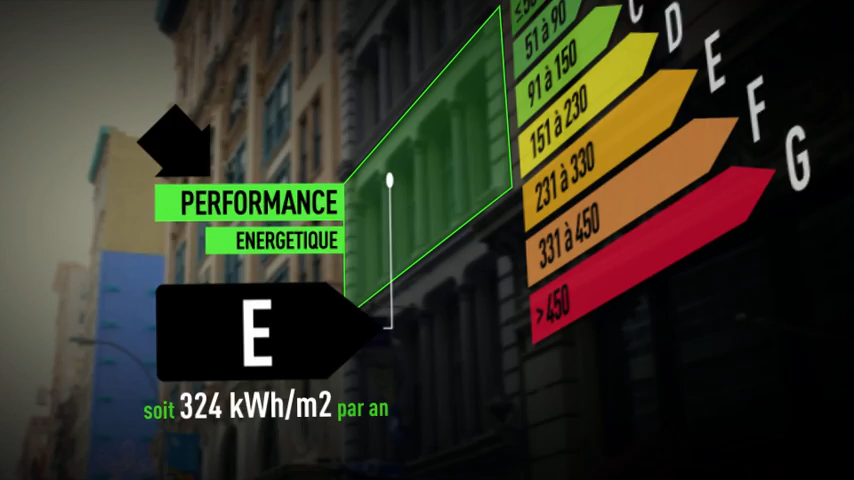 PERFORMANCE
ENERGETIQUE
E
soit 324 kWh/m2 par an
51 à 90
91 à 150 C
151 à 230 D
231 à 330 E
331 à 450 F
> 450 G